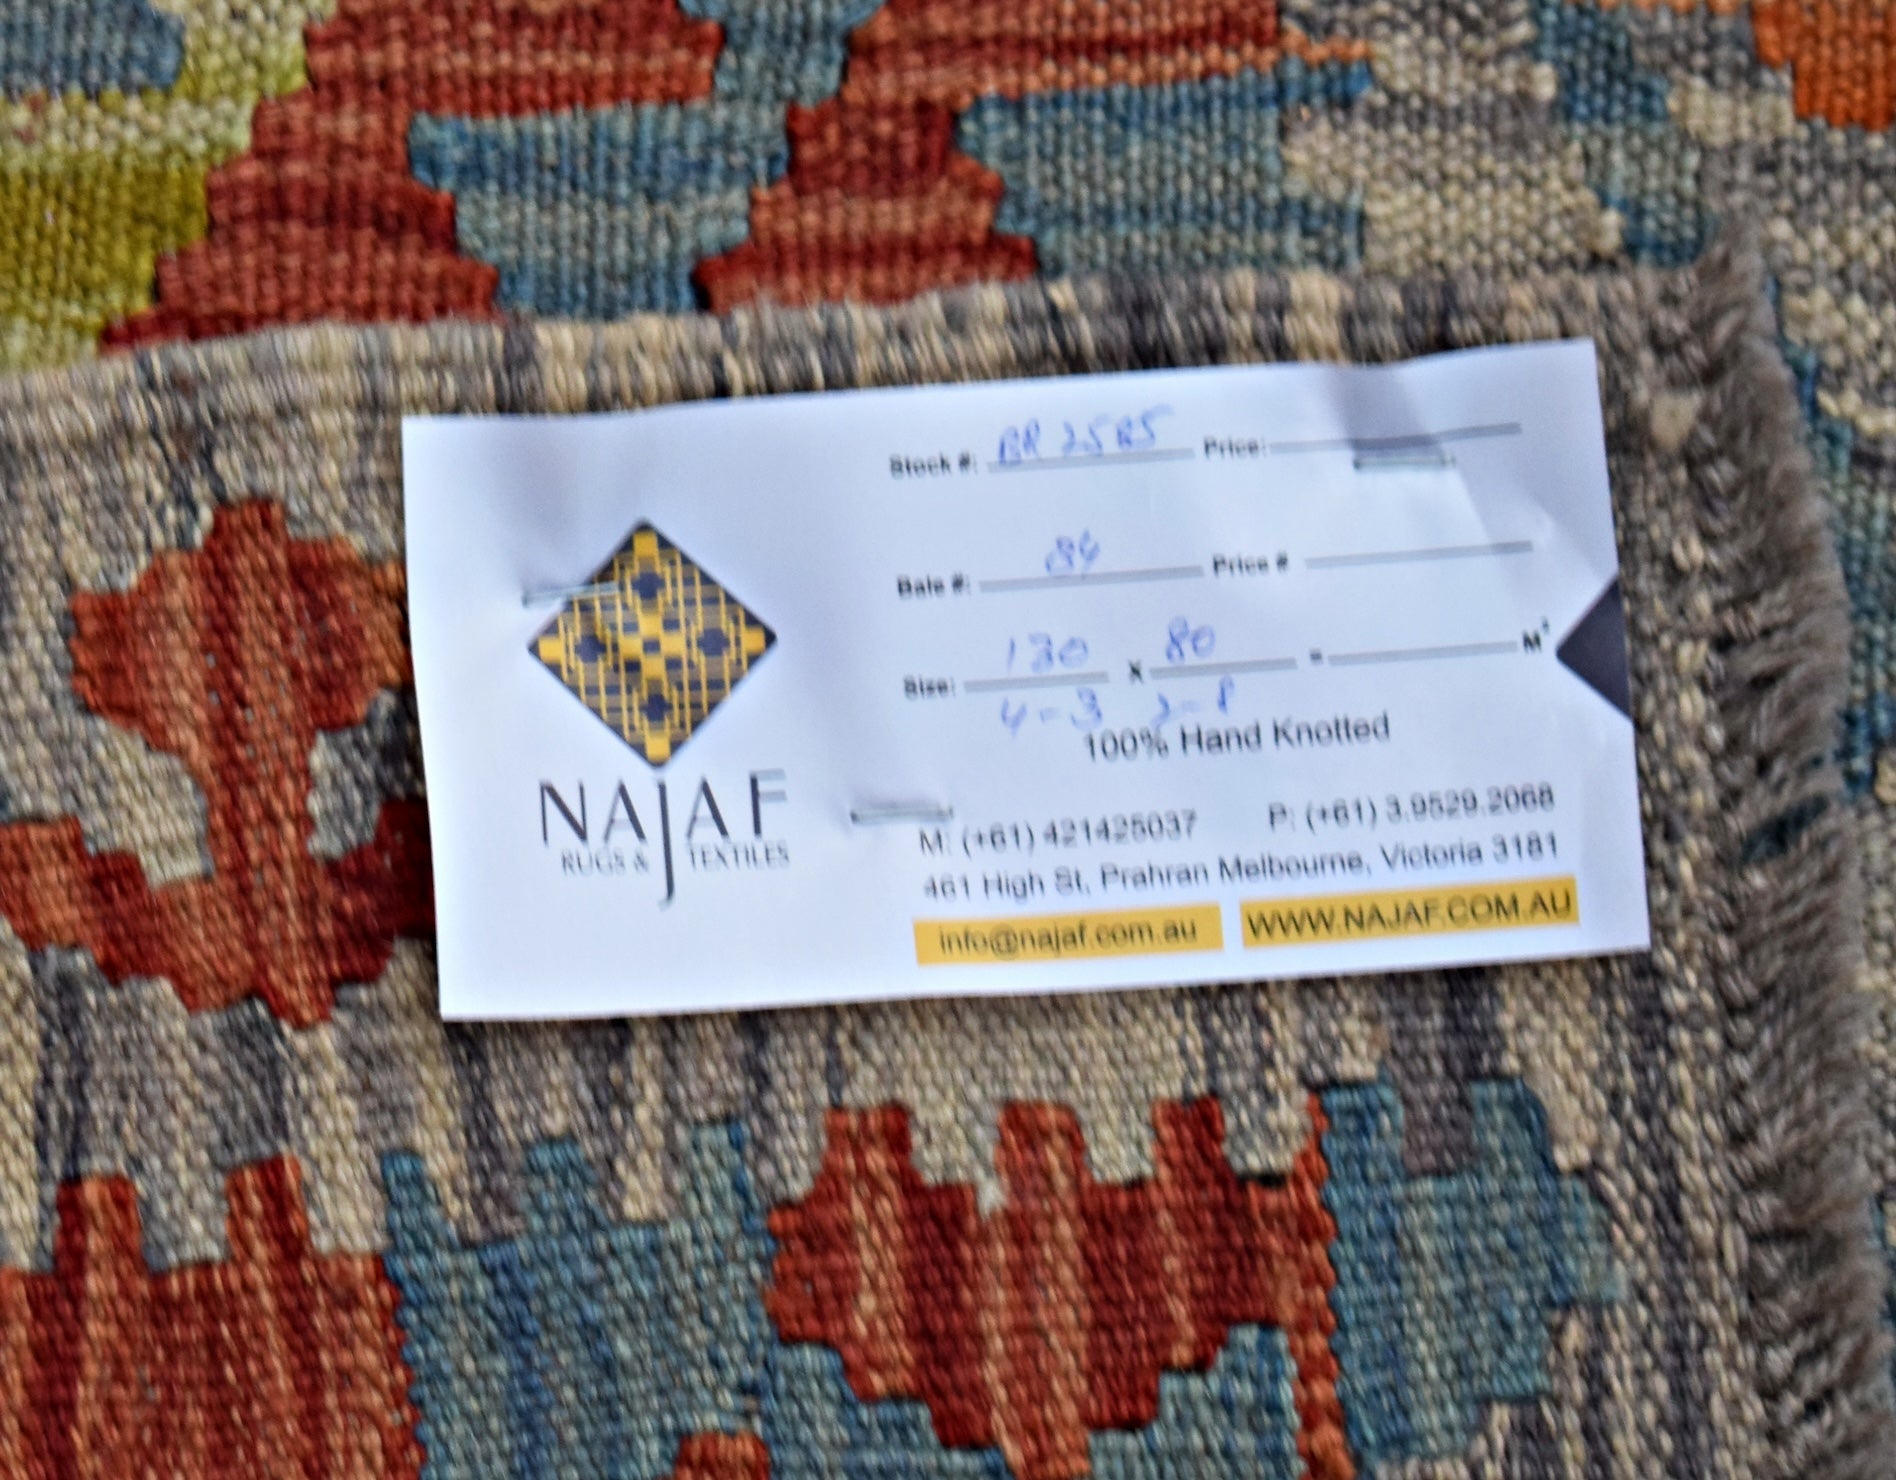 Stock #: BR 2585 Price:
Bale #: 84 Price #
Size: 130 X 80 = M²
4-3 2-8
100% Hand Knotted
NAJAF
RUGS & TEXTILES
M: (+61) 421425037 P: (+61) 3.9529.2068
461 High St, Prahran Melbourne, Victoria 3181
info@najaf.com.au WWW.NAJAF.COM.AU